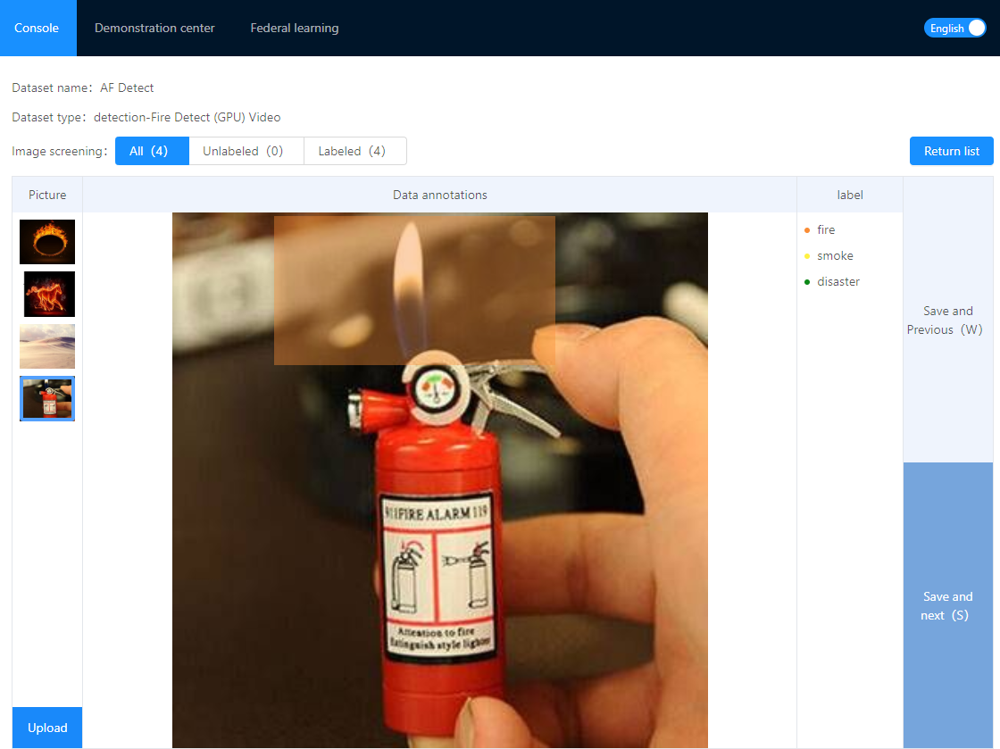 Console
Demonstration center
Federal learning
English
Dataset name：AF Detect
Dataset type：detection-Fire Detect (GPU) Video
Image screening：
All（4）
Unlabeled（0）
Labeled（4）
Return list
Picture
Data annotations
label
fire
smoke
disaster
Save and
Previous（W）
911FIRE ALARM 119
Attention to fire
Extinguish style lighter
Save and
next（S）
Upload